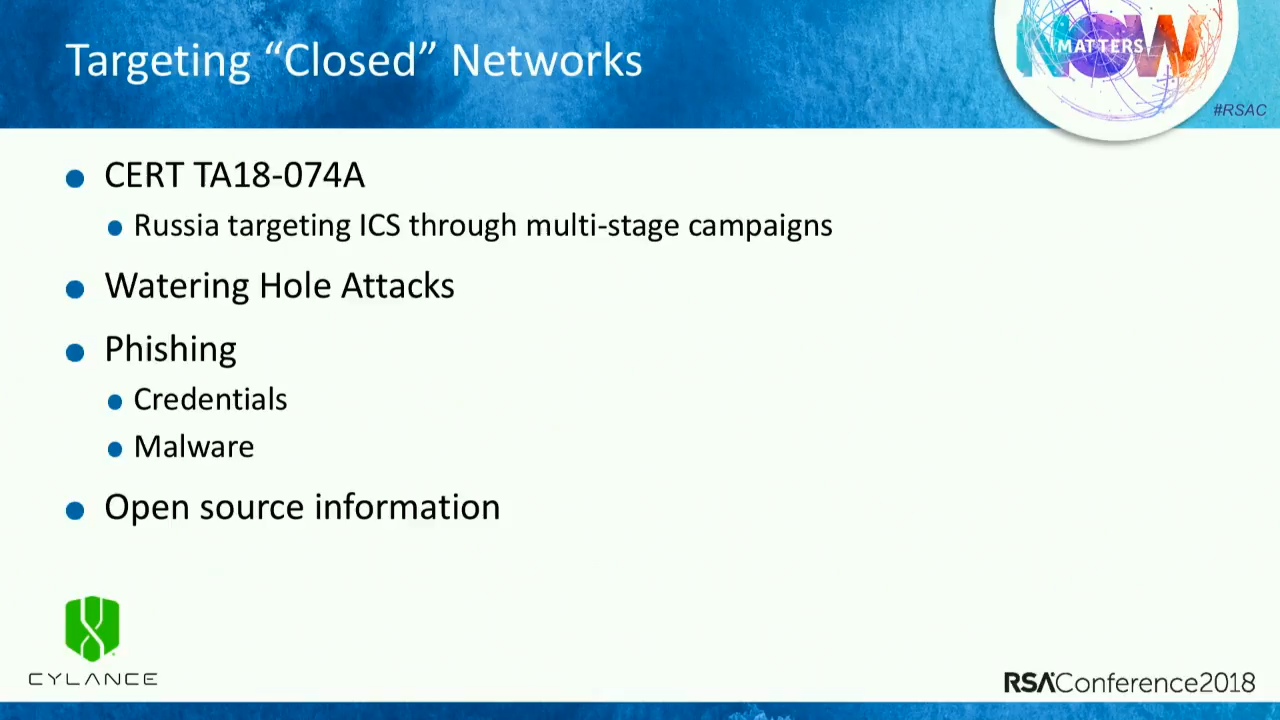 Targeting “Closed” Networks
NOW
MATTERS
#RSAC
CERT TA18-074A
Russia targeting ICS through multi-stage campaigns
Watering Hole Attacks
Phishing
Credentials
Malware
Open source information
CYLANCE
RSAConference2018